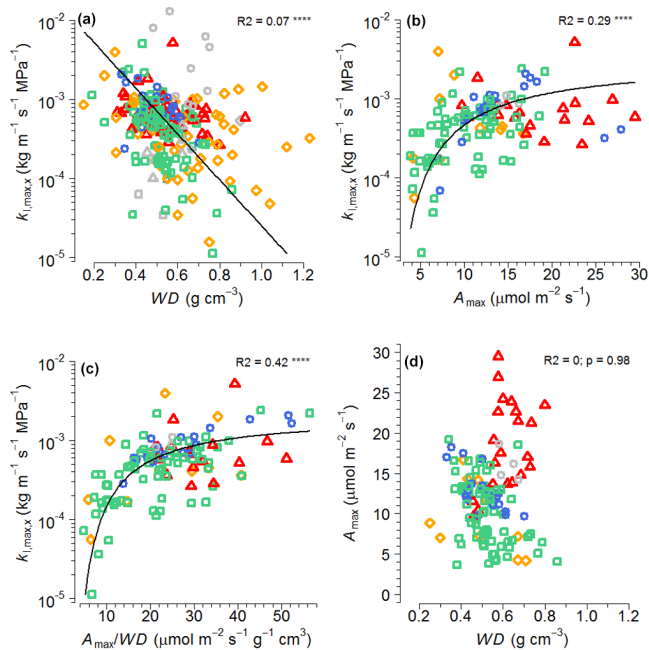 (a)
R2 = 0.07 ****
10⁻²
10⁻³
10⁻⁴
10⁻⁵
k_l,max,x (kg m⁻¹ s⁻¹ MPa⁻¹)
0.2 0.4 0.6 0.8 1.0 1.2
WD (g cm⁻³)
(b)
R2 = 0.29 ****
10⁻²
10⁻³
10⁻⁴
10⁻⁵
k_l,max,x (kg m⁻¹ s⁻¹ MPa⁻¹)
5 10 15 20 25 30
A_max (μmol m⁻² s⁻¹)
(c)
R2 = 0.42 ****
10⁻²
10⁻³
10⁻⁴
10⁻⁵
k_l,max,x (kg m⁻¹ s⁻¹ MPa⁻¹)
10 20 30 40 50
A_max/WD (μmol m⁻² s⁻¹ g⁻¹ cm³)
(d)
R2 = 0; p = 0.98
30
25
20
15
10
5
0
A_max (μmol m⁻² s⁻¹)
0.2 0.4 0.6 0.8 1.0 1.2
WD (g cm⁻³)